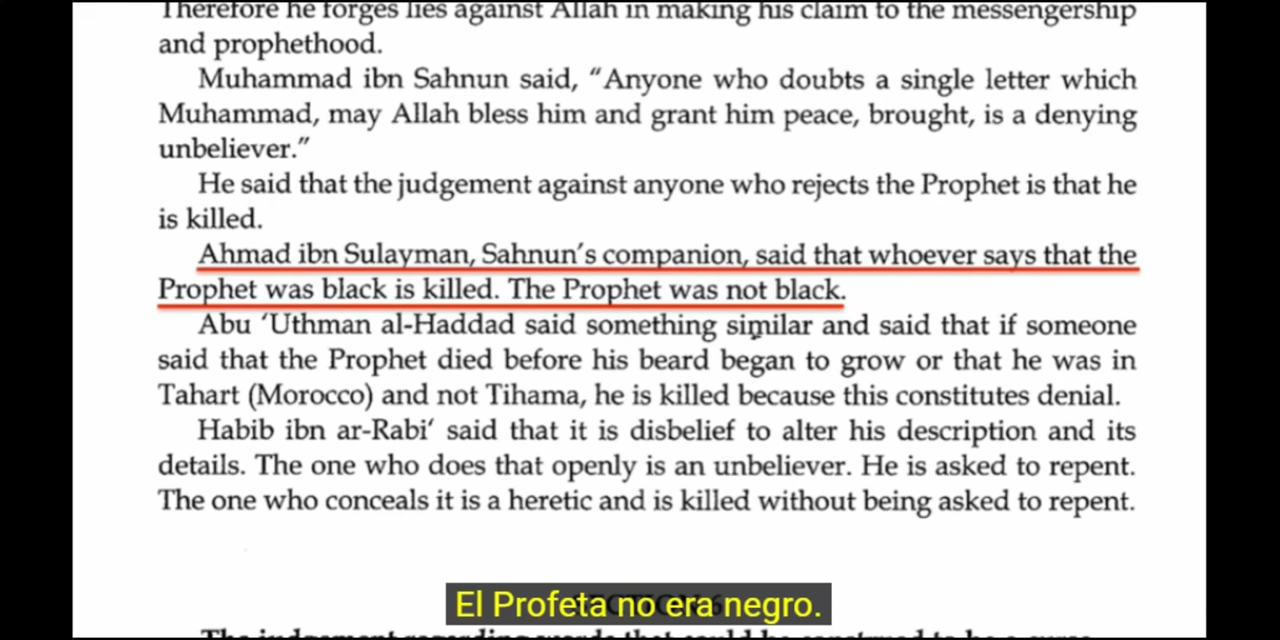 Therefore he forges lies against Allah in making his claim to the messengership
and prophethood.
Muhammad ibn Sahnun said, “Anyone who doubts a single letter which
Muhammad, may Allah bless him and grant him peace, brought, is a denying
unbeliever.”
He said that the judgement against anyone who rejects the Prophet is that he
is killed.
Ahmad ibn Sulayman, Sahnun’s companion, said that whoever says that the
Prophet was black is killed. The Prophet was not black.
Abu ‘Uthman al-Haddad said something similar and said that if someone
said that the Prophet died before his beard began to grow or that he was in
Tahart (Morocco) and not Tihama, he is killed because this constitutes denial.
Habib ibn ar-Rabi‘ said that it is disbelief to alter his description and its
details. The one who does that openly is an unbeliever. He is asked to repent.
The one who conceals it is a heretic and is killed without being asked to repent.
El Profeta no era negro.